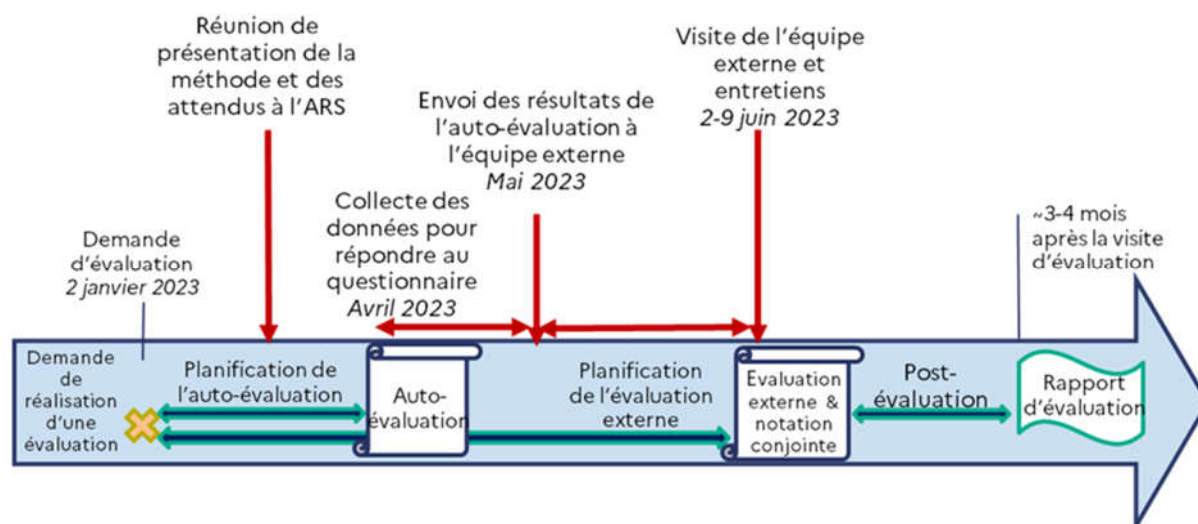 Réunion de
présentation de la
méthode et des
attendus à l'ARS
Visite de l'équipe
externe et
entretiens
2-9 juin 2023
Envoi des résultats de
l'auto-évaluation à
l'équipe externe
Mai 2023
Collecte des
données pour
répondre au
questionnaire
Avril 2023
Demande
d'évaluation
2 janvier 2023
~3-4 mois
après la visite
d'évaluation
Demande
de
réalisation
d'une
évaluation
Planification de
l'auto-évaluation
Auto-
évaluation
Planification
de l'évaluation
externe
Evaluation
externe &
notation
conjointe
Post-
évaluation
Rapport
d'évaluation